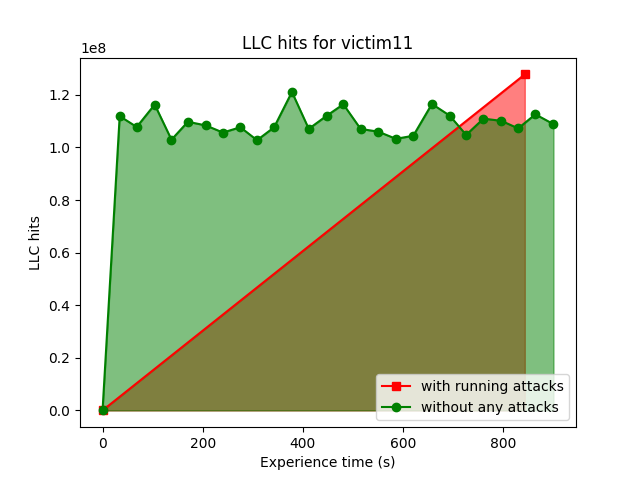 LLC hits for victim11
1e8
1.2
1.0
0.8
0.6
0.4
0.2
0.0
LLC hits
0
200
400
600
800
Experience time (s)
with running attacks
without any attacks